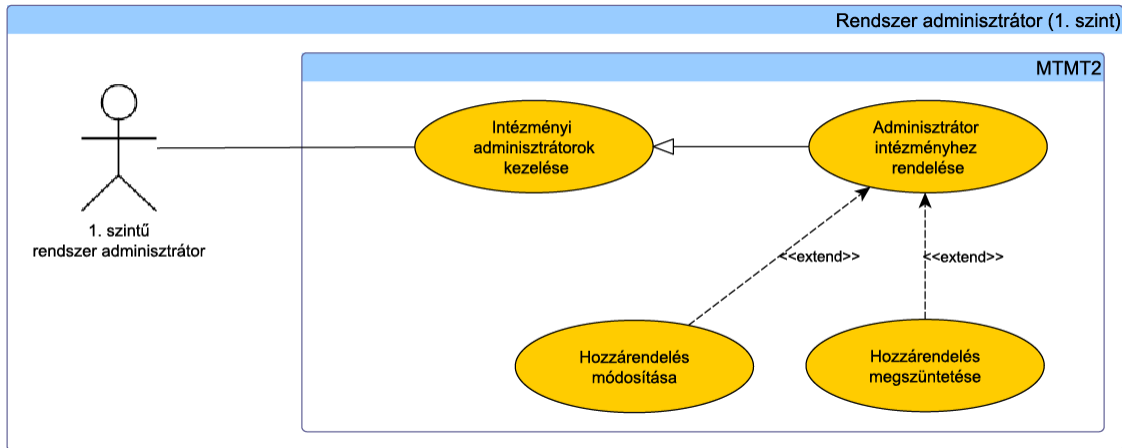 Rendszer adminisztrátor (1. szint)
MTMT2
Intézményi
adminisztrátorok
kezelése
Adminisztrátor
intézményhez
rendelése
1. szintű
rendszer adminisztrátor
<<extend>>
<<extend>>
Hozzárendelés
módosítása
Hozzárendelés
megszüntetése